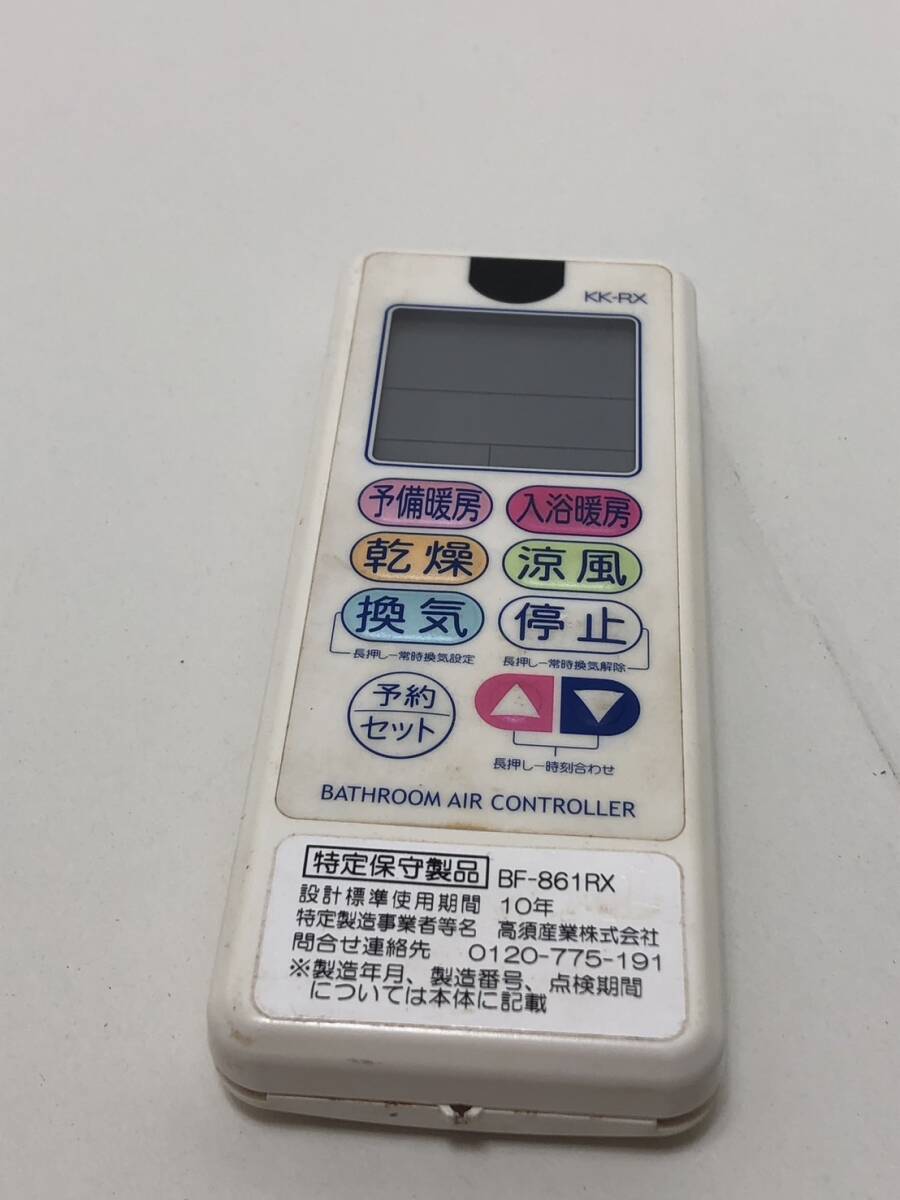 KK-RX
予備暖房 入浴暖房
乾燥 涼風
換気 停止
長押し―常時換気設定 長押し―常時換気解除
予約
セット
長押し―時刻合わせ
BATHROOM AIR CONTROLLER
特定保守製品 BF-861RX
設計標準使用期間 10年
特定製造事業者等名 高須産業株式会社
問合せ連絡先 0120-775-191
※製造年月、製造番号、点検期間
については本体に記載